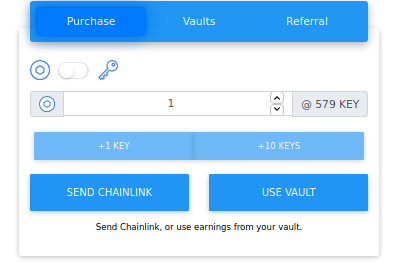 Purchase Vaults Referral
1 @ 579 KEY
+1 KEY +10 KEYS
SEND CHAINLINK USE VAULT
Send Chainlink, or use earnings from your vault.